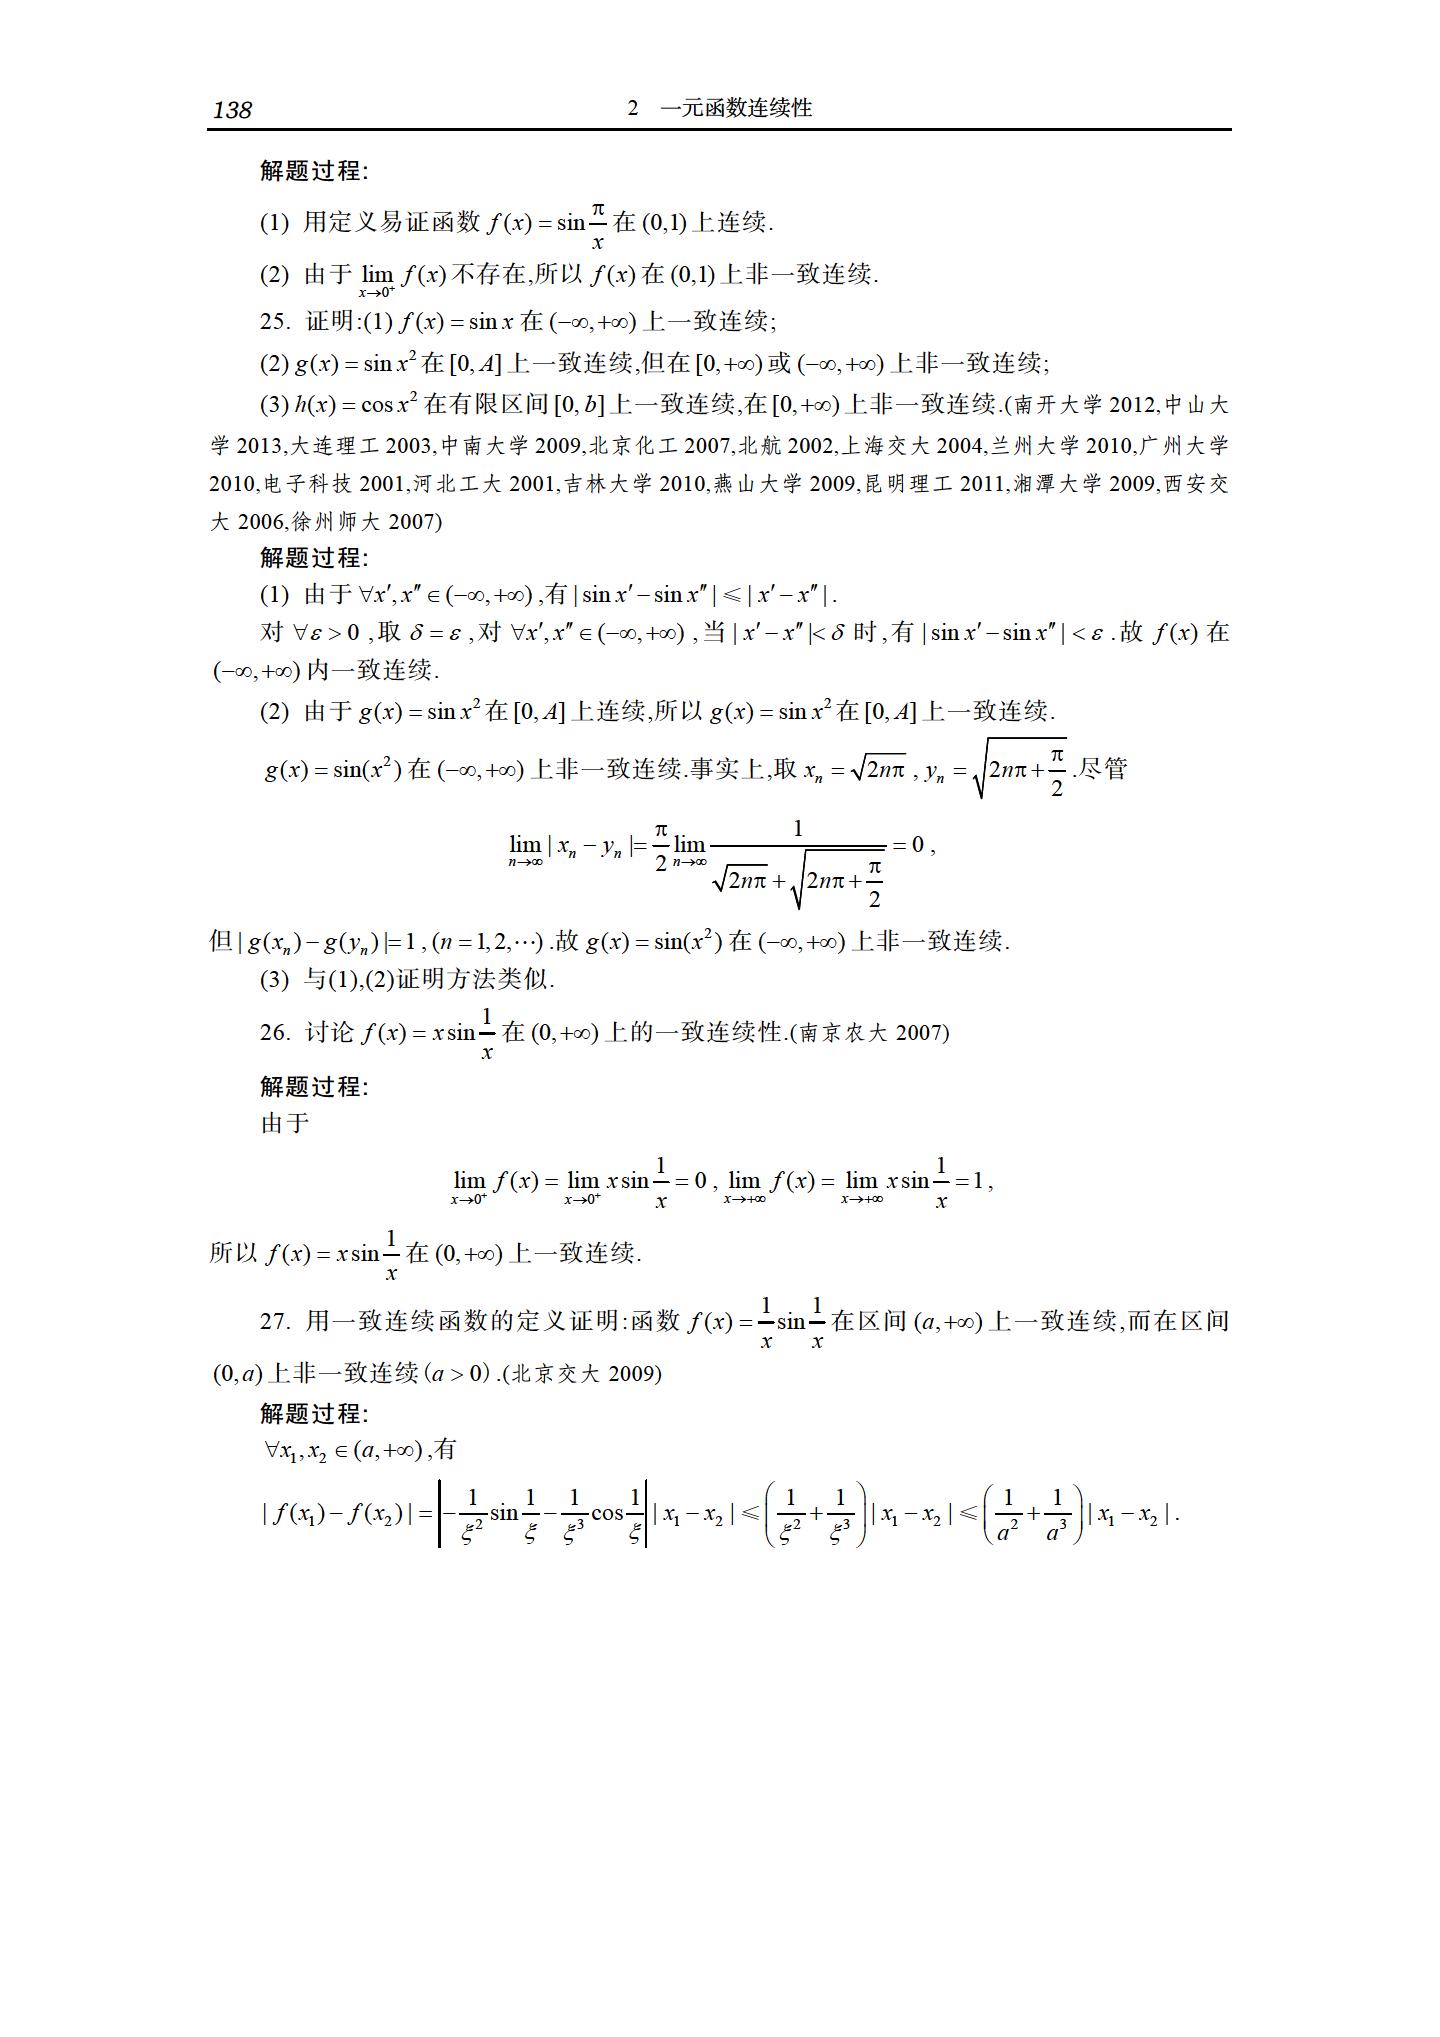 138 2 一元函数连续性
解题过程:
(1) 用定义易证函数 $f(x)=\sin\frac{\pi}{x}$ 在 (0,1) 上连续.
(2) 由于 $\lim_{x\to 0^+} f(x)$ 不存在,所以 $f(x)$ 在 (0,1) 上非一致连续.
25. 证明:(1) $f(x)=\sin x$ 在 $(-\infty,+\infty)$ 上一致连续;
(2) $g(x)=\sin x^2$ 在 $[0,A]$ 上一致连续,但在 $[0,+\infty)$ 或 $(-\infty,+\infty)$ 上非一致连续;
(3) $h(x)=\cos x^2$ 在有限区间 $[0,b]$ 上一致连续,在 $[0,+\infty)$ 上非一致连续.(南开大学 2012,中山大
学 2013,大连理工 2003,中南大学 2009,北京化工 2007,北航 2002,上海交大 2004,兰州大学 2010,广州大学
2010,电子科技 2001,河北工大 2001,吉林大学 2010,燕山大学 2009,昆明理工 2011,湘潭大学 2009,西安交
大 2006,徐州师大 2007)
解题过程:
(1) 由于 $\forall x',x''\in(-\infty,+\infty)$,有 $|\sin x'-\sin x''|\leqslant|x'-x''|$.
对 $\forall\varepsilon>0$,取 $\delta=\varepsilon$,对 $\forall x',x''\in(-\infty,+\infty)$,当 $|x'-x''|<\delta$ 时,有 $|\sin x'-\sin x''|<\varepsilon$.故 $f(x)$ 在
$(-\infty,+\infty)$ 内一致连续.
(2) 由于 $g(x)=\sin x^2$ 在 $[0,A]$ 上连续,所以 $g(x)=\sin x^2$ 在 $[0,A]$ 上一致连续.
$g(x)=\sin(x^2)$ 在 $(-\infty,+\infty)$ 上非一致连续.事实上,取 $x_n=\sqrt{2n\pi}$,$y_n=\sqrt{2n\pi+\frac{\pi}{2}}$.尽管
$\lim_{n\to\infty}|x_n-y_n|=\frac{\pi}{2}\lim_{n\to\infty}\frac{1}{\sqrt{2n\pi}+\sqrt{2n\pi+\frac{\pi}{2}}}=0$,
但 $|g(x_n)-g(y_n)|=1$,$(n=1,2,\cdots)$.故 $g(x)=\sin(x^2)$ 在 $(-\infty,+\infty)$ 上非一致连续.
(3) 与(1),(2)证明方法类似.
26. 讨论 $f(x)=x\sin\frac{1}{x}$ 在 $(0,+\infty)$ 上的一致连续性.(南京农大 2007)
解题过程:
由于
$\lim_{x\to 0^+} f(x)=\lim_{x\to 0^+} x\sin\frac{1}{x}=0$, $\lim_{x\to+\infty} f(x)=\lim_{x\to+\infty} x\sin\frac{1}{x}=1$,
所以 $f(x)=x\sin\frac{1}{x}$ 在 $(0,+\infty)$ 上一致连续.
27. 用一致连续函数的定义证明:函数 $f(x)=\frac{1}{x}\sin\frac{1}{x}$ 在区间 $(a,+\infty)$ 上一致连续,而在区间
$(0,a)$ 上非一致连续 $(a>0)$.(北京交大 2009)
解题过程:
$\forall x_1,x_2\in(a,+\infty)$,有
$|f(x_1)-f(x_2)|=\left|-\frac{1}{\xi^2}\sin\frac{1}{\xi}-\frac{1}{\xi^3}\cos\frac{1}{\xi}\right||x_1-x_2|\leqslant\left(\frac{1}{\xi^2}+\frac{1}{\xi^3}\right)|x_1-x_2|\leqslant\left(\frac{1}{a^2}+\frac{1}{a^3}\right)|x_1-x_2|$.